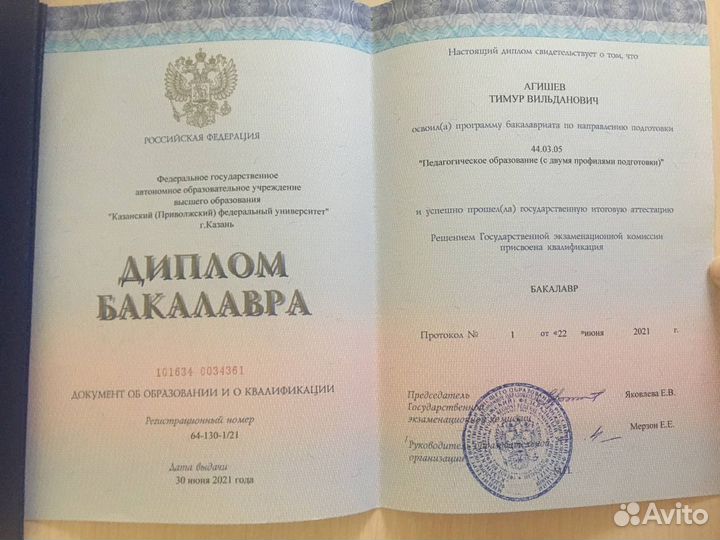 РОССИЙСКАЯ ФЕДЕРАЦИЯ
Федеральное государственное
автономное образовательное учреждение
высшего образования
"Казанский (Приволжский) федеральный университет"
г.Казань
ДИПЛОМ
БАКАЛАВРА
101634 0034361
ДОКУМЕНТ ОБ ОБРАЗОВАНИИ И О КВАЛИФИКАЦИИ
Регистрационный номер
64-130-1/21
Дата выдачи
30 июня 2021 года
Настоящий диплом свидетельствует о том, что
АГИШЕВ
ТИМУР ВИЛЬДАНОВИЧ
освоил(а) программу бакалавриата по направлению подготовки
44.03.05
"Педагогическое образование (с двумя профилями подготовки)"
и успешно прошел(ла) государственную итоговую аттестацию
Решением Государственной экзаменационной комиссии
присвоена квалификация
БАКАЛАВР
Протокол № 1 от «22 »июня 2021 г.
Председатель
Государственной
экзаменационной комиссии
Яковлева Е.В.
Руководитель образовательной
организации
Мерзон Е.Е.
Avito